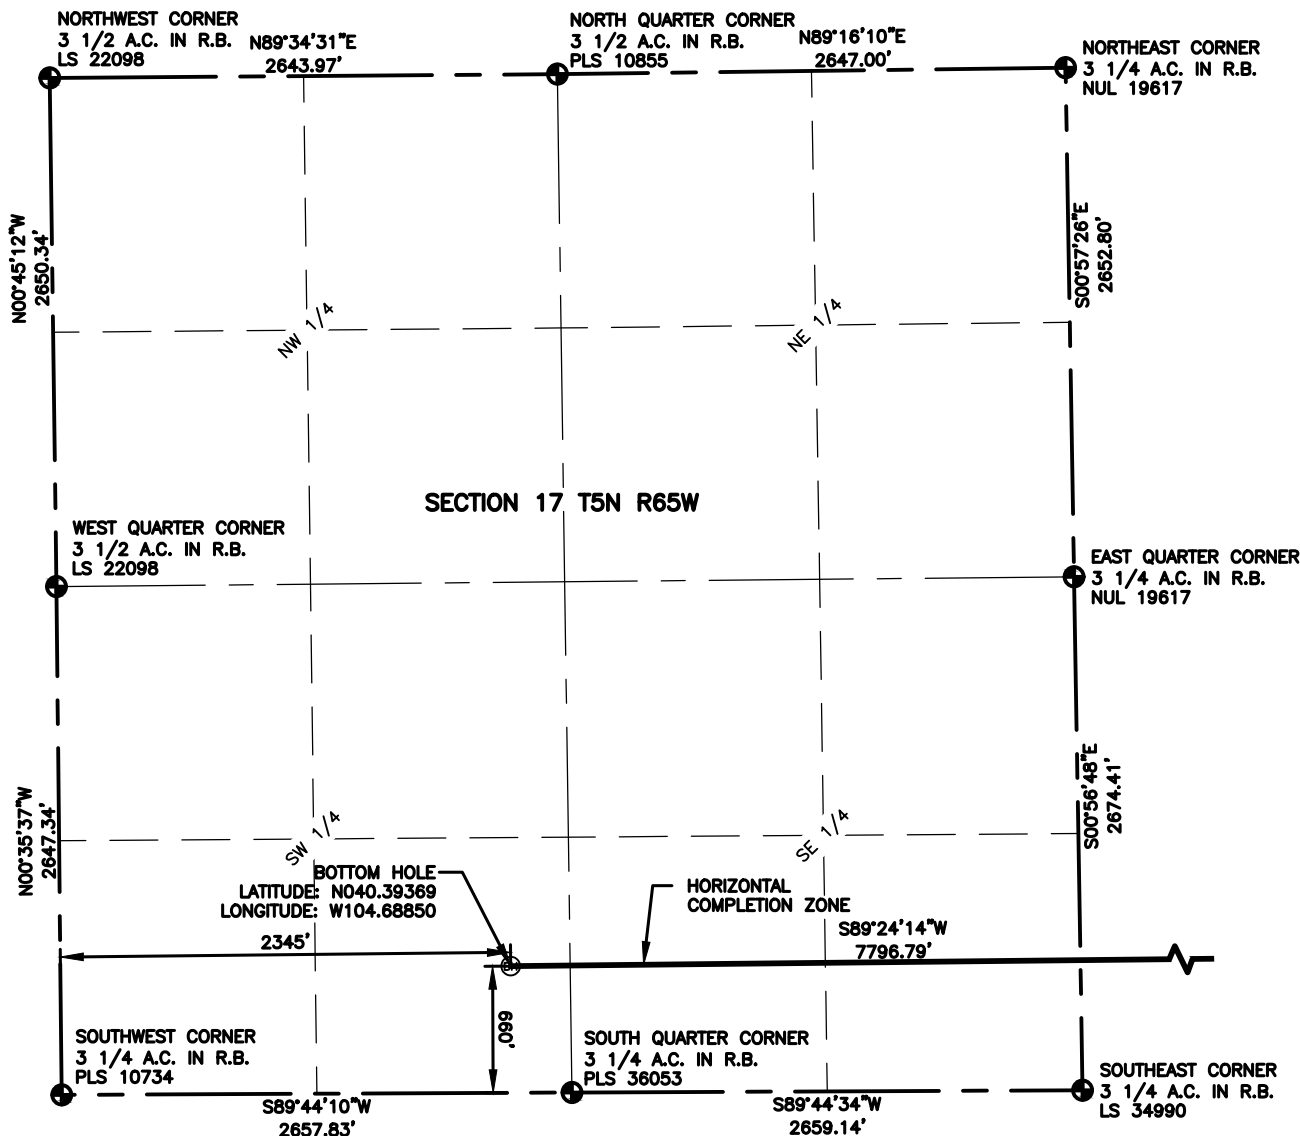 NORTHWEST CORNER
3 1/2 A.C. IN R.B.
LS 22098
N89°34'31"E
2643.97'
NORTH QUARTER CORNER
3 1/2 A.C. IN R.B.
PLS 10855
N89°16'10"E
2647.00'
NORTHEAST CORNER
3 1/4 A.C. IN R.B.
NUL 19617
N00°45'12"W
2650.34'
S00°57'26"E
2652.80'
NW 1/4
NE 1/4
SECTION 17 T5N R65W
WEST QUARTER CORNER
3 1/2 A.C. IN R.B.
LS 22098
EAST QUARTER CORNER
3 1/4 A.C. IN R.B.
NUL 19617
N00°35'37"W
2647.34'
S00°56'48"E
2674.41'
SW 1/4
SE 1/4
BOTTOM HOLE
LATITUDE: N040.39369
LONGITUDE: W104.68850
HORIZONTAL
COMPLETION ZONE
2345'
S89°24'14"W
7796.79'
660'
SOUTHWEST CORNER
3 1/4 A.C. IN R.B.
PLS 10734
SOUTH QUARTER CORNER
3 1/4 A.C. IN R.B.
PLS 36053
SOUTHEAST CORNER
3 1/4 A.C. IN R.B.
LS 34990
S89°44'10"W
2657.83'
S89°44'34"W
2659.14'